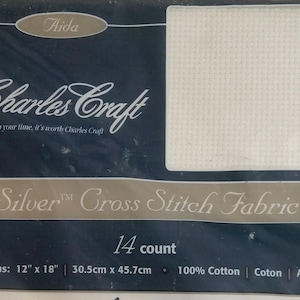 Aida
Charles Craft
your time, it's worth Charles Craft
Silver™ Cross Stitch Fabric
14 count
12" x 18" | 30.5cm x 45.7cm • 100% Cotton | Coton |